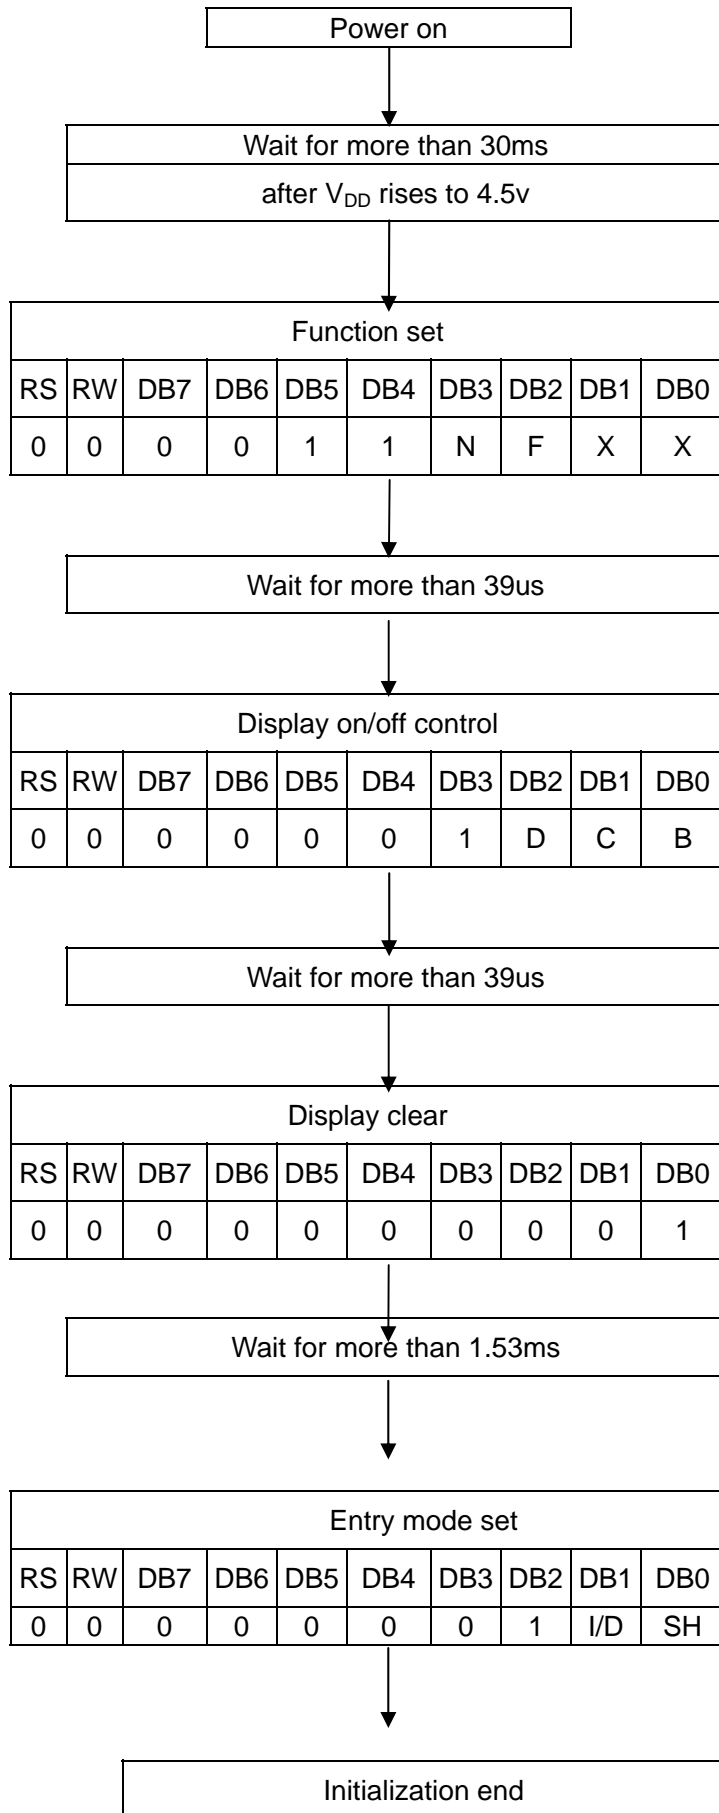 Power on
Wait for more than 30ms
after VDD rises to 4.5v
Function set
RS RW DB7 DB6 DB5 DB4 DB3 DB2 DB1 DB0
0 0 0 0 1 1 N F X X
Wait for more than 39us
Display on/off control
RS RW DB7 DB6 DB5 DB4 DB3 DB2 DB1 DB0
0 0 0 0 0 0 1 D C B
Wait for more than 39us
Display clear
RS RW DB7 DB6 DB5 DB4 DB3 DB2 DB1 DB0
0 0 0 0 0 0 0 0 0 1
Wait for more than 1.53ms
Entry mode set
RS RW DB7 DB6 DB5 DB4 DB3 DB2 DB1 DB0
0 0 0 0 0 0 0 1 I/D SH
Initialization end